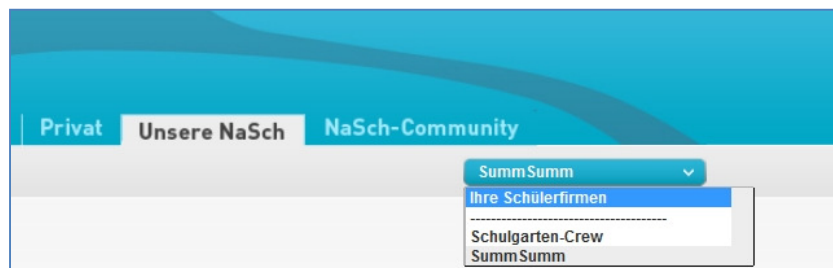 Privat Unsere NaSch NaSch-Community
SummSumm
Ihre Schülerfirmen
--------------------------------------
Schulgarten-Crew
SummSumm